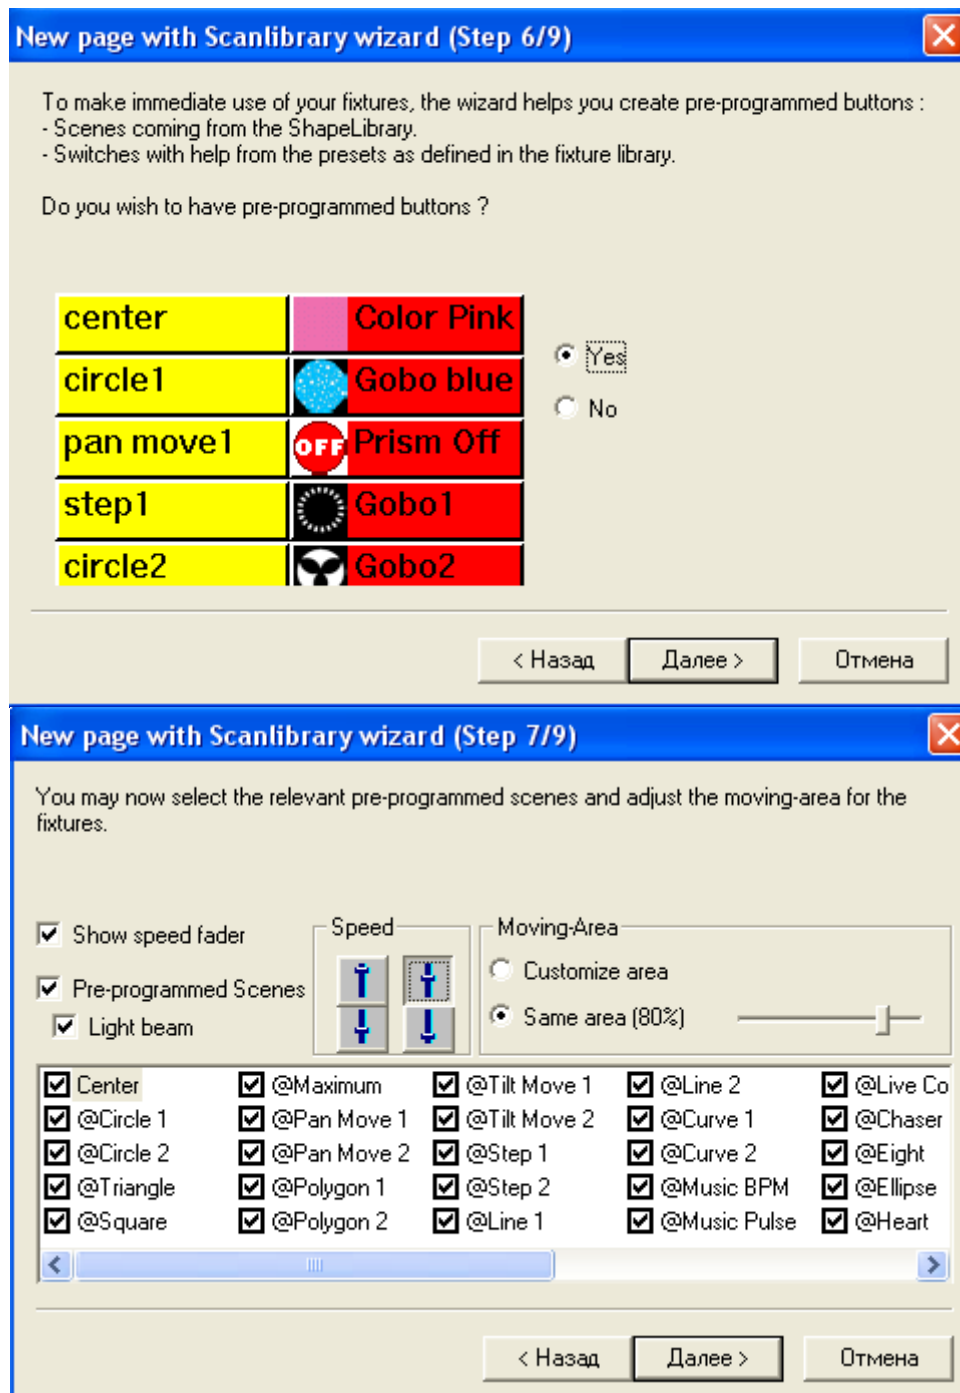 New page with Scanlibrary wizard (Step 6/9)
To make immediate use of your fixtures, the wizard helps you create pre-programmed buttons :
- Scenes coming from the ShapeLibrary.
- Switches with help from the presets as defined in the fixture library.
Do you wish to have pre-programmed buttons ?
center Color Pink
circle1 Gobo blue
pan move1 OFF Prism Off
step1 Gobo1
circle2 Gobo2
Yes
No
< Назад Далее > Отмена
New page with Scanlibrary wizard (Step 7/9)
You may now select the relevant pre-programmed scenes and adjust the moving-area for the
fixtures.
Show speed fader
Pre-programmed Scenes
Light beam
Speed
Moving-Area
Customize area
Same area (80%)
Center @Maximum @Tilt Move 1 @Line 2 @Live Co
@Circle 1 @Pan Move 1 @Tilt Move 2 @Curve 1 @Chaser
@Circle 2 @Pan Move 2 @Step 1 @Curve 2 @Eight
@Triangle @Polygon 1 @Step 2 @Music BPM @Ellipse
@Square @Polygon 2 @Line 1 @Music Pulse @Heart
< Назад Далее > Отмена